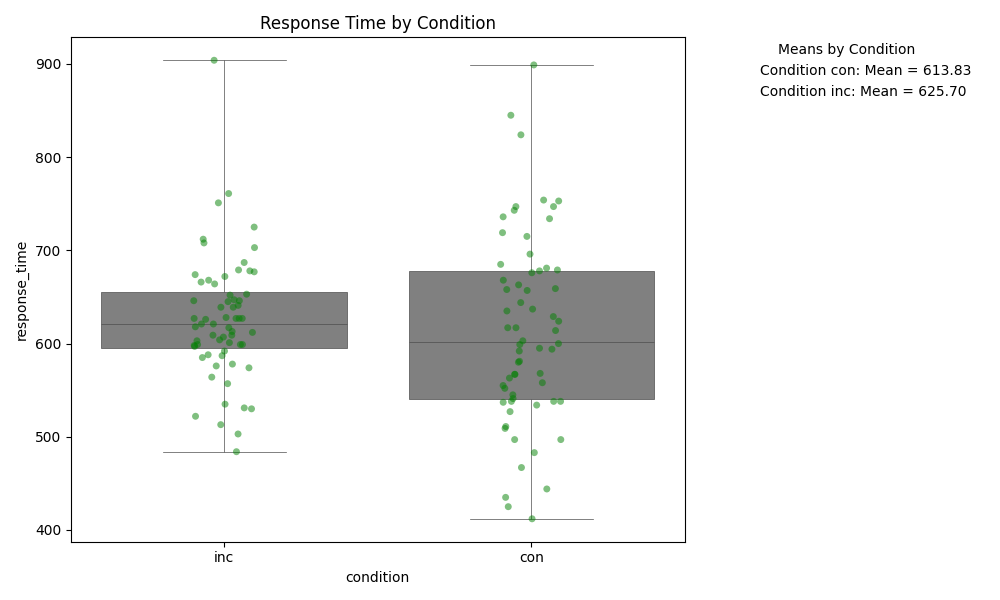 Response Time by Condition
Means by Condition
Condition con: Mean = 613.83
Condition inc: Mean = 625.70
900
800
700
600
500
400
response_time
inc
con
condition